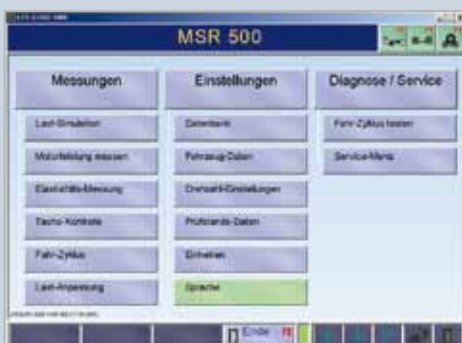 MSR 500
Messungen
Einstellungen
Diagnose / Service
Last-Simulation
Datenbank
Fahr-Zyklus testen
Motorleistung messen
Fahrzeug-Daten
Service-Menü
Elastizitäts-Messung
Drehzahl-Einstellungen
Tacho-Kontrolle
Prüfstands-Daten
Fahr-Zyklus
Einheiten
Last-Anpassung
Sprache
Ende F8